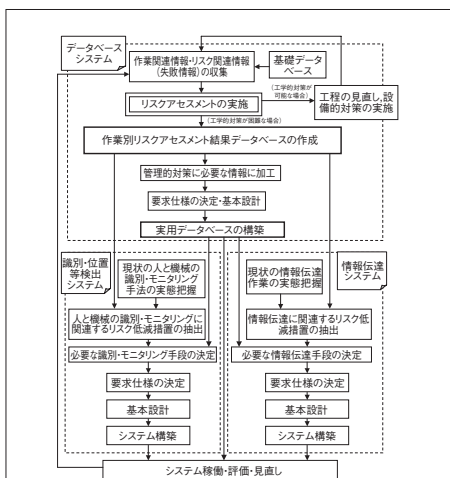 データベース
システム
作業関連情報・リスク関連情報
(失敗情報)の収集
基礎データ
ベース
リスクアセスメントの実施
(工学的対策が
可能な場合)
工程の見直し,設
備的対策の実施
(工学的対策が困難な場合)
作業別リスクアセスメント結果データベースの作成
管理的対策に必要な情報に加工
要求仕様の決定・基本設計
実用データベースの構築
識別・位置
等検出
システム
現状の人と機械の
識別・モニタリング
手法の実態把握
人と機械の識別・モニタリングに
関連するリスク低減措置の抽出
必要な識別・モニタリング手段の決定
要求仕様の決定
基本設計
システム構築
現状の情報伝達
作業の実態把握
情報伝達
システム
情報伝達に関連するリスク低
減措置の抽出
必要な情報伝達手段の決定
要求仕様の決定
基本設計
システム構築
システム稼働・評価・見直し